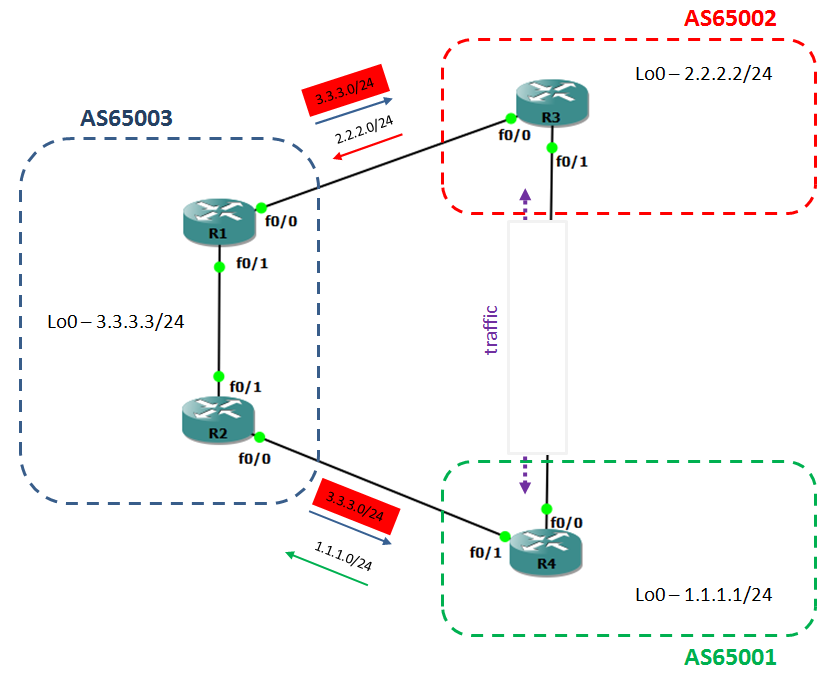 AS65002
Lo0 – 2.2.2.2/24
3.3.3.0/24
R3
AS65003
2.2.2.0/24
f0/0
f0/1
R1
f0/0
f0/1
Lo0 – 3.3.3.3/24
traffic
f0/1
R2
f0/0
3.3.3.0/24
f0/0
f0/1
1.1.1.0/24
R4
Lo0 – 1.1.1.1/24
AS65001